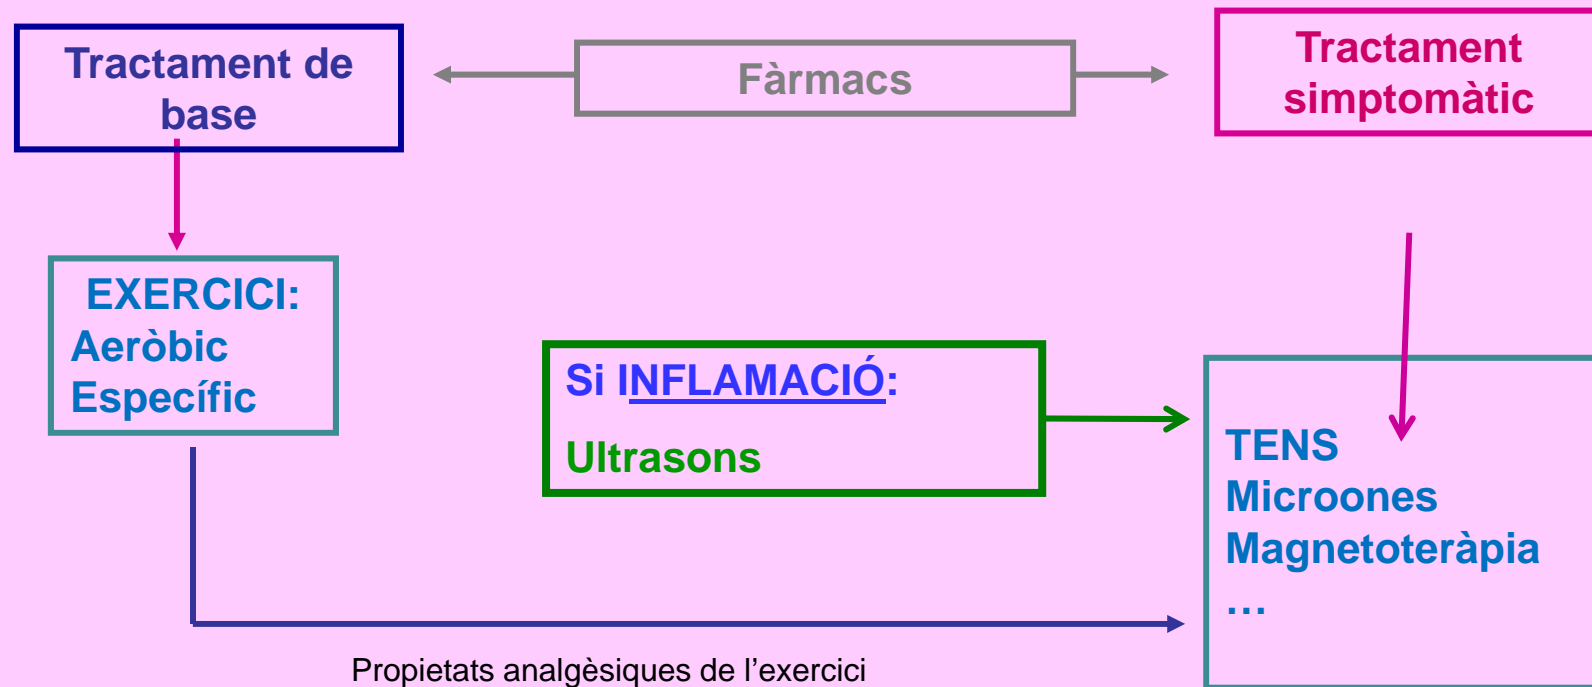 Tractament de
base
Fàrmacs
Tractament
simptomàtic
EXERCICI:
Aeròbic
Específic
Si INFLAMACIÓ:
Ultrasons
TENS
Microones
Magnetoteràpia
…
Propietats analgèsiques de l’exercici